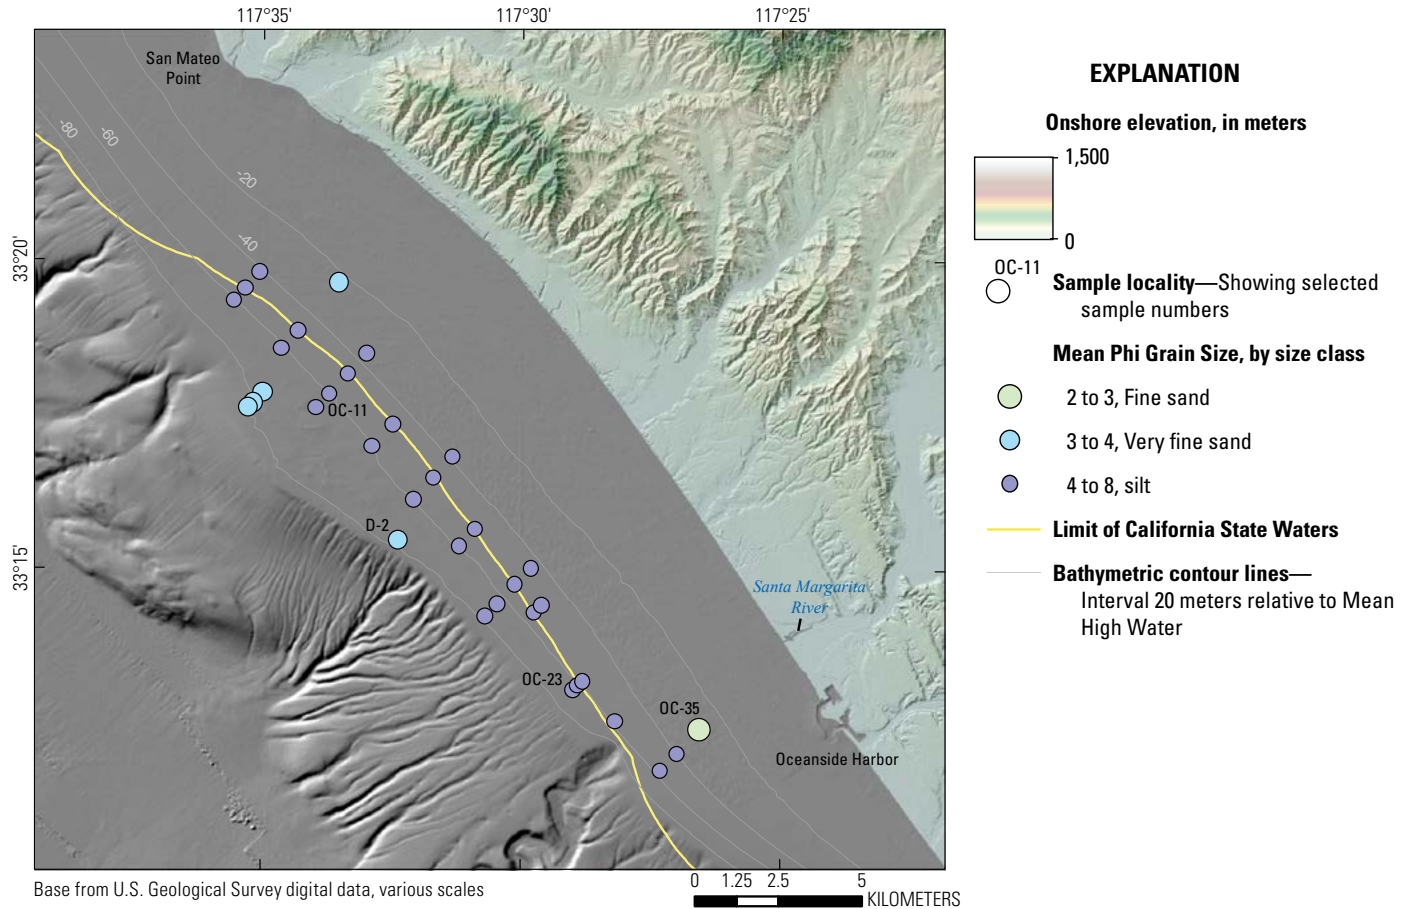 117°35'
117°30'
117°25'
San Mateo
Point
-80
-60
-20
-40
33°20'
33°15'
OC-11
D-2
OC-23
OC-35
Santa Margarita
River
Oceanside Harbor
Base from U.S. Geological Survey digital data, various scales
0 1.25 2.5 5
KILOMETERS
EXPLANATION
Onshore elevation, in meters
1,500
0
OC-11
Sample locality—Showing selected
sample numbers
Mean Phi Grain Size, by size class
2 to 3, Fine sand
3 to 4, Very fine sand
4 to 8, silt
Limit of California State Waters
Bathymetric contour lines—
Interval 20 meters relative to Mean
High Water